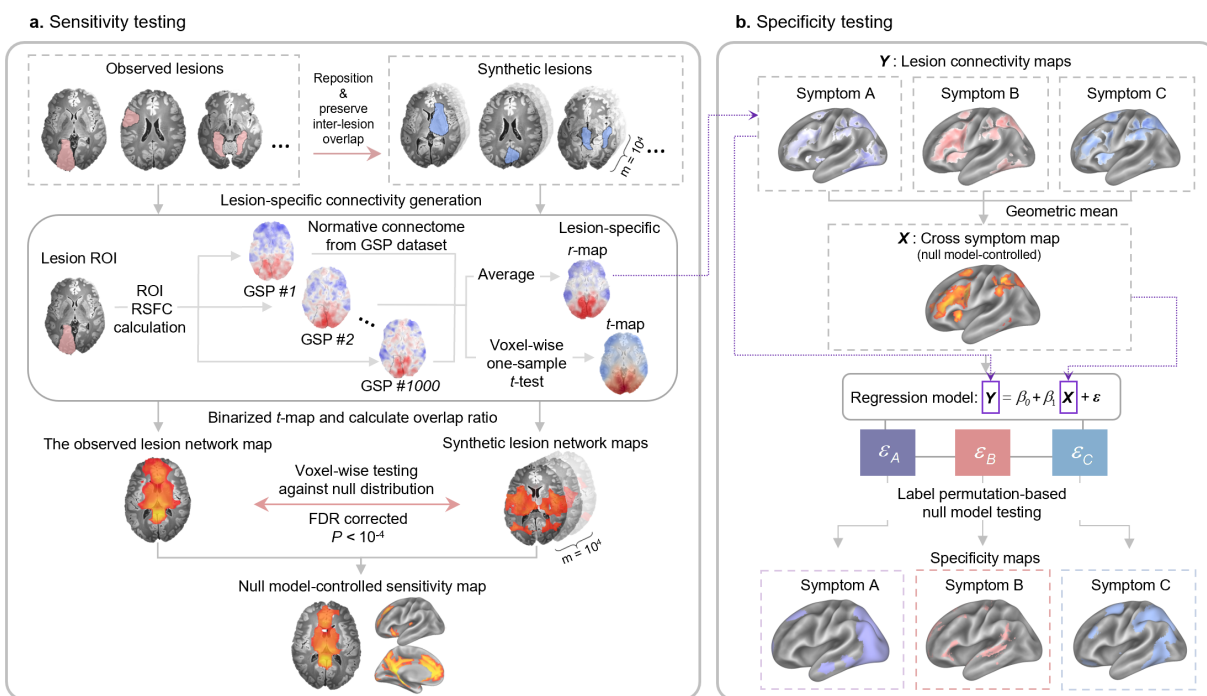 a. Sensitivity testing
Observed lesions
Reposition
&
preserve
inter-lesion
overlap
Synthetic lesions
...
m = 10⁴
...
Lesion-specific connectivity generation
Lesion ROI
ROI
RSFC
calculation
Normative connectome
from GSP dataset
GSP #1
GSP #2
...
GSP #1000
Average
Voxel-wise
one-sample
t-test
Lesion-specific
r-map
t-map
Binarized t-map and calculate overlap ratio
The observed lesion network map
Voxel-wise testing
against null distribution
FDR corrected
P < 10⁻⁴
Synthetic lesion network maps
m = 10⁴
Null model-controlled sensitivity map
b. Specificity testing
Y : Lesion connectivity maps
Symptom A
Symptom B
Symptom C
Geometric mean
X : Cross symptom map
(null model-controlled)
Regression model: Y = β₀ + β₁ X + ε
εA
εB
εC
Label permutation-based
null model testing
Specificity maps
Symptom A
Symptom B
Symptom C